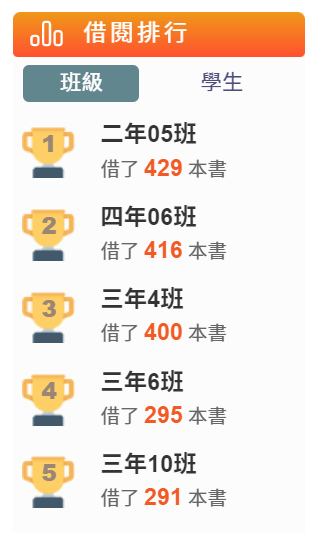 借閱排行
班級 學生
1
二年05班
借了 429 本書
2
四年06班
借了 416 本書
3
三年4班
借了 400 本書
4
三年6班
借了 295 本書
5
三年10班
借了 291 本書